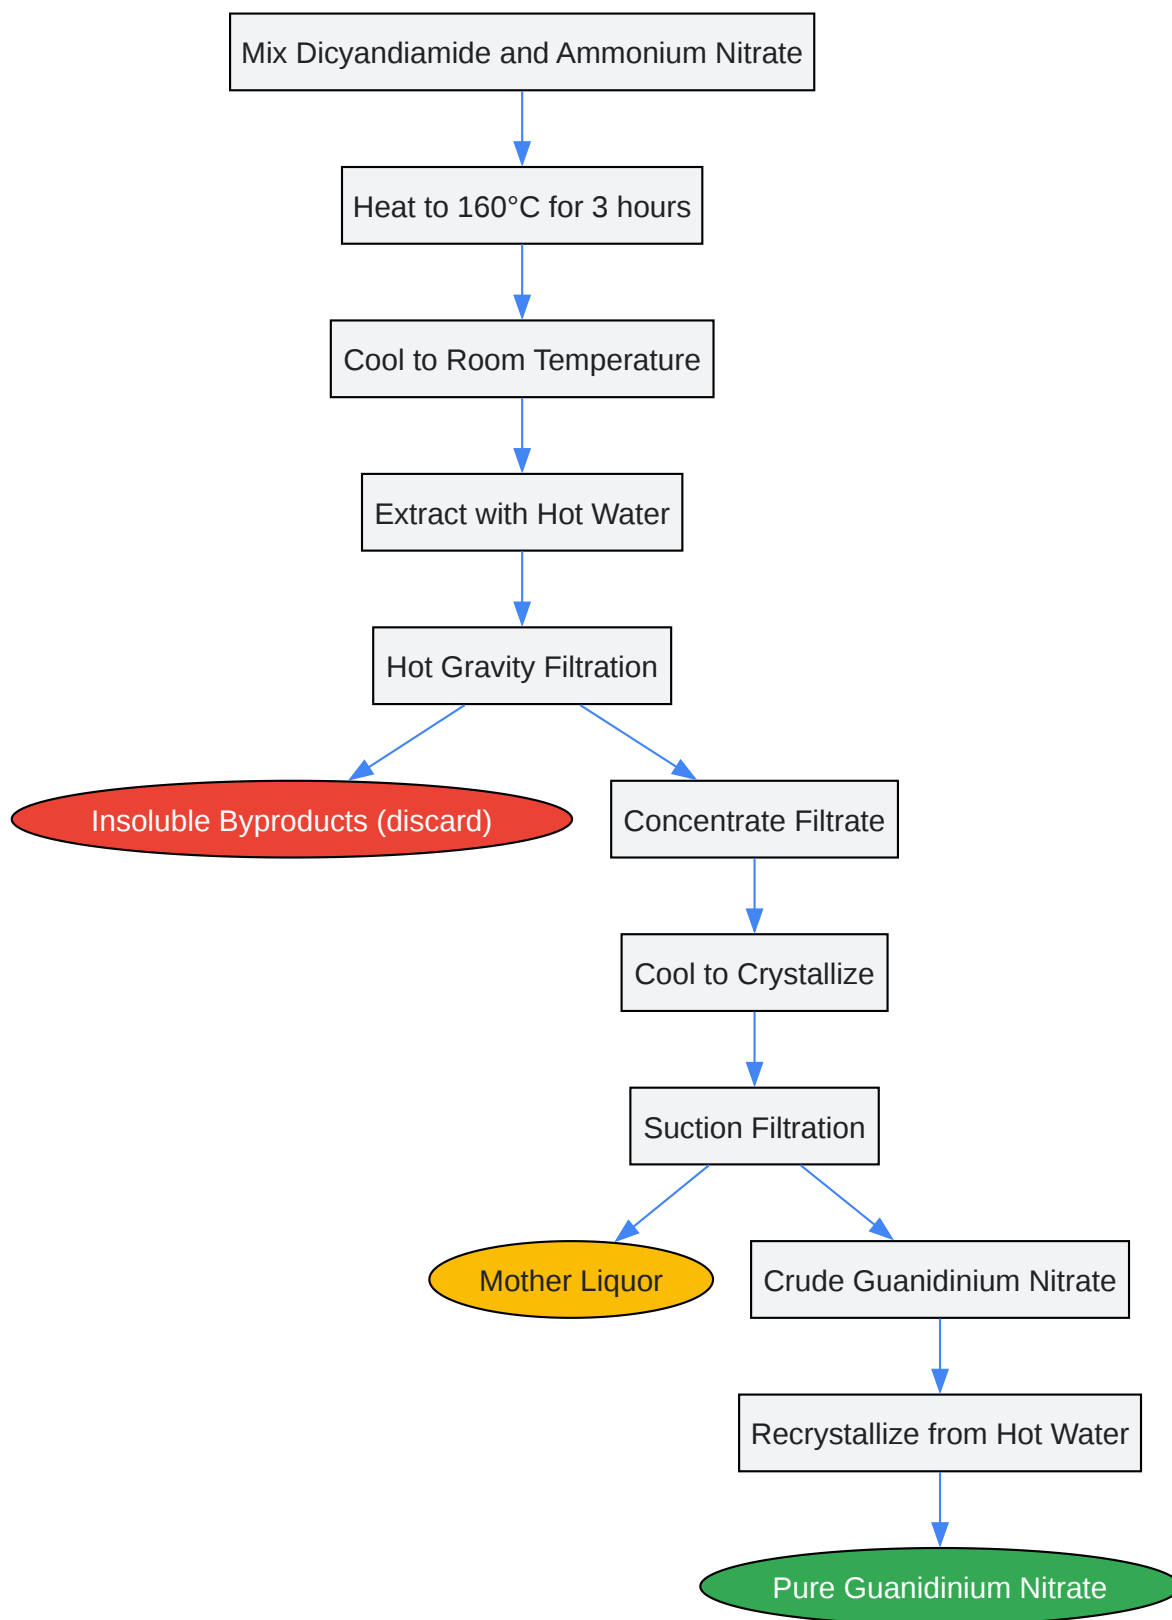 Mix Dicyandiamide and Ammonium Nitrate
Heat to 160°C for 3 hours
Cool to Room Temperature
Extract with Hot Water
Hot Gravity Filtration
Insoluble Byproducts (discard)
Concentrate Filtrate
Cool to Crystallize
Suction Filtration
Mother Liquor
Crude Guanidinium Nitrate
Recrystallize from Hot Water
Pure Guanidinium Nitrate